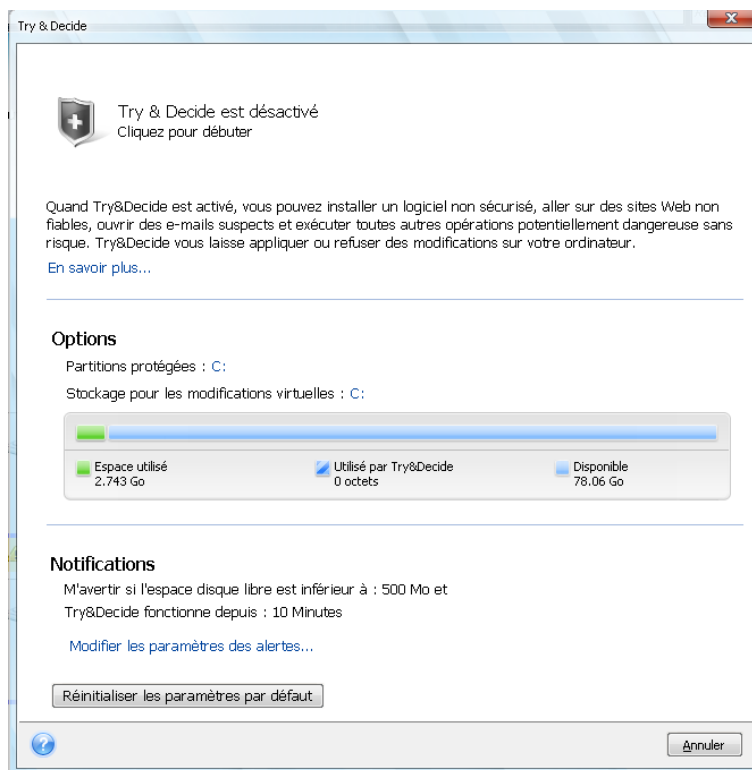 Try & Decide
Try & Decide est désactivé
Cliquez pour débuter
Quand Try&Decide est activé, vous pouvez installer un logiciel non sécurisé, aller sur des sites Web non
fiables, ouvrir des e-mails suspects et exécuter toutes autres opérations potentiellement dangereuse sans
risque. Try&Decide vous laisse appliquer ou refuser des modifications sur votre ordinateur.
En savoir plus...
Options
Partitions protégées : C:
Stockage pour les modifications virtuelles : C:
Espace utilisé
2.743 Go
Utilisé par Try&Decide
0 octets
Disponible
78.06 Go
Notifications
M'avertir si l'espace disque libre est inférieur à : 500 Mo et
Try&Decide fonctionne depuis : 10 Minutes
Modifier les paramètres des alertes...
Réinitialiser les paramètres par défaut
Annuler